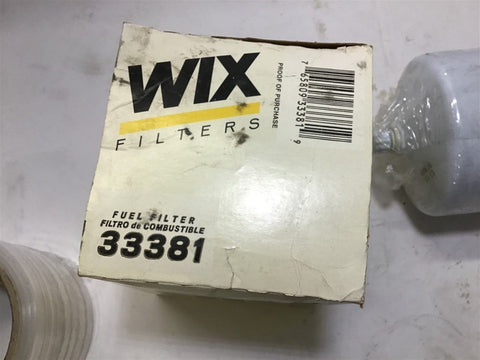 WIX
FILTERS
PROOF OF PURCHASE
7 65809 33381 9
FUEL FILTER
FILTRO de COMBUSTIBLE
33381